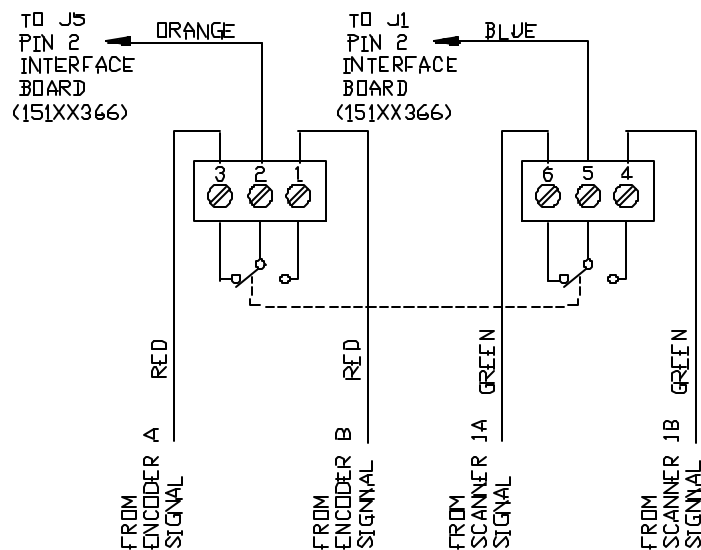 TO J5
PIN 2
INTERFACE
BOARD
(151XX366)
ORANGE
TO J1
PIN 2
INTERFACE
BOARD
(151XX366)
BLUE
3 2 1
6 5 4
RED
RED
GREEN
GREEN
FROM
ENCODER A
SIGNAL
FROM
ENCODER B
SIGNNAL
FROM
SCANNER 1A
SIGNAL
FROM
SCANNER 1B
SIGNAL